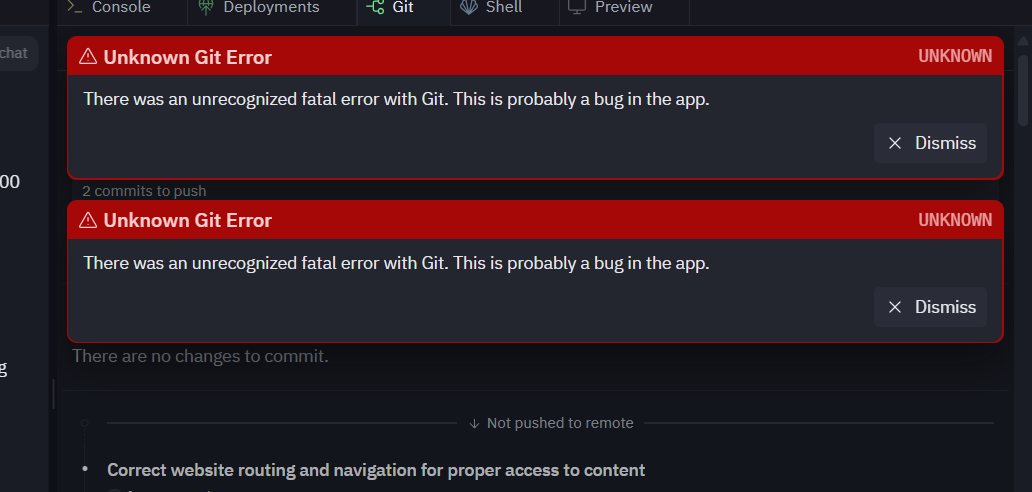 Console
Deployments
Git
Shell
Preview
chat
Unknown Git Error
UNKNOWN
There was an unrecognized fatal error with Git. This is probably a bug in the app.
Dismiss
00
2 commits to push
Unknown Git Error
UNKNOWN
There was an unrecognized fatal error with Git. This is probably a bug in the app.
Dismiss
There are no changes to commit.
g
Not pushed to remote
Correct website routing and navigation for proper access to content